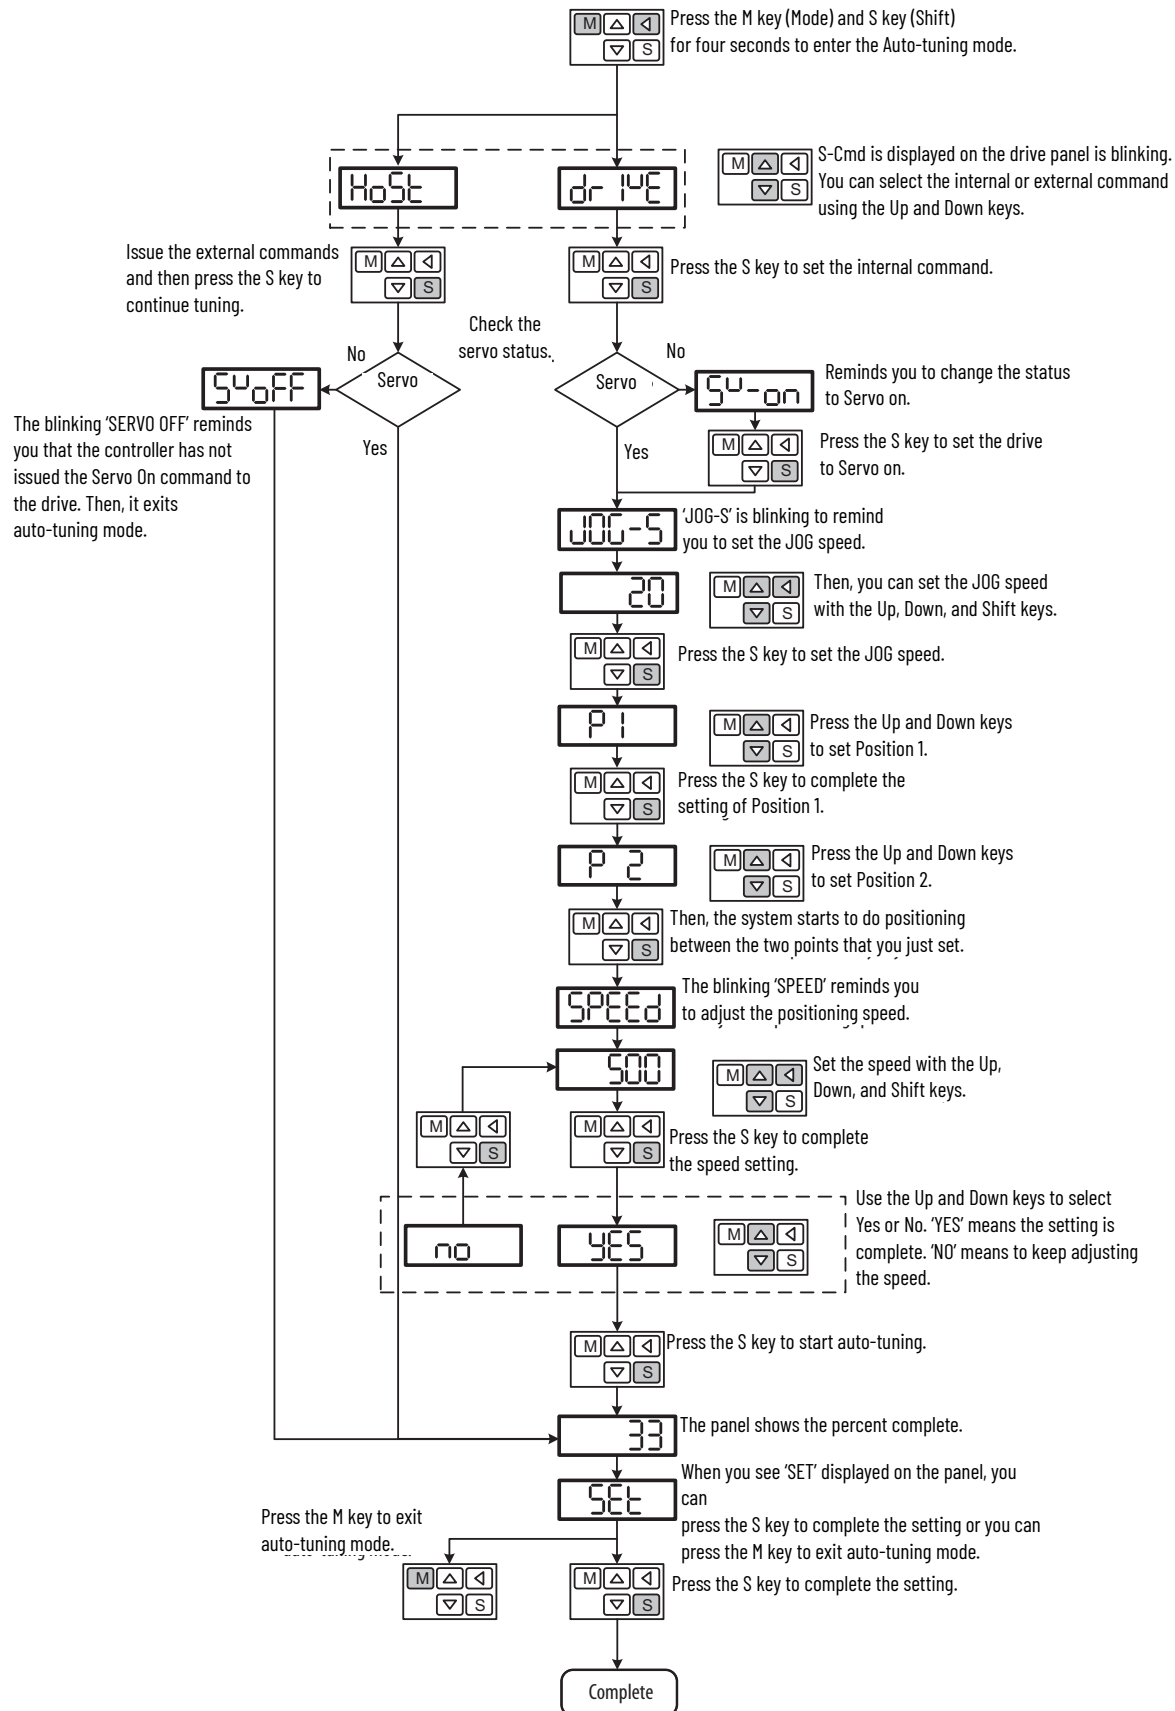 M
S
Press the M key (Mode) and S key (Shift)
for four seconds to enter the Auto-tuning mode.
HoSt
drIvE
M
S
S-Cmd is displayed on the drive panel is blinking.
You can select the internal or external command
using the Up and Down keys.
Issue the external commands
and then press the S key to
continue tuning.
M
S
M
S
Press the S key to set the internal command.
Check the
servo status.
No
Servo
Yes
SvoFF
The blinking ‘SERVO OFF’ reminds
you that the controller has not
issued the Servo On command to
the drive. Then, it exits
auto-tuning mode.
No
Servo
Yes
Sv-on
Reminds you to change the status
to Servo on.
M
S
Press the S key to set the drive
to Servo on.
JOG-S
‘JOG-S’ is blinking to remind
you to set the JOG speed.
20
M
S
Then, you can set the JOG speed
with the Up, Down, and Shift keys.
M
S
Press the S key to set the JOG speed.
P1
M
S
Press the Up and Down keys
to set Position 1.
M
S
Press the S key to complete the
setting of Position 1.
P 2
M
S
Press the Up and Down keys
to set Position 2.
M
S
Then, the system starts to do positioning
between the two points that you just set.
SPEEd
The blinking ‘SPEED’ reminds you
to adjust the positioning speed.
500
M
S
Set the speed with the Up,
Down, and Shift keys.
M
S
M
S
Press the S key to complete
the speed setting.
no
YES
M
S
Use the Up and Down keys to select
Yes or No. ‘YES’ means the setting is
complete. ‘NO’ means to keep adjusting
the speed.
M
S
Press the S key to start auto-tuning.
33
The panel shows the percent complete.
SEt
When you see ‘SET’ displayed on the panel, you
can
press the S key to complete the setting or you can
press the M key to exit auto-tuning mode.
Press the M key to exit
auto-tuning mode.
M
S
M
S
Press the S key to complete the setting.
Complete